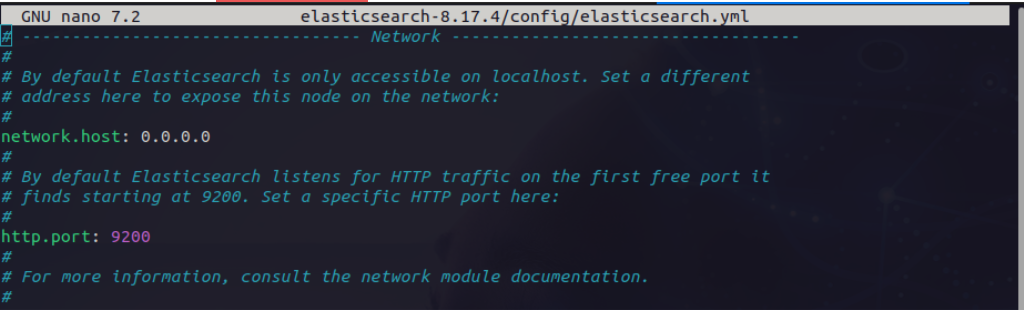 GNU nano 7.2 elasticsearch-8.17.4/config/elasticsearch.yml
# ---------------------------------- Network -----------------------------------
#
# By default Elasticsearch is only accessible on localhost. Set a different
# address here to expose this node on the network:
#
network.host: 0.0.0.0
#
# By default Elasticsearch listens for HTTP traffic on the first free port it
# finds starting at 9200. Set a specific HTTP port here:
#
http.port: 9200
#
# For more information, consult the network module documentation.
#